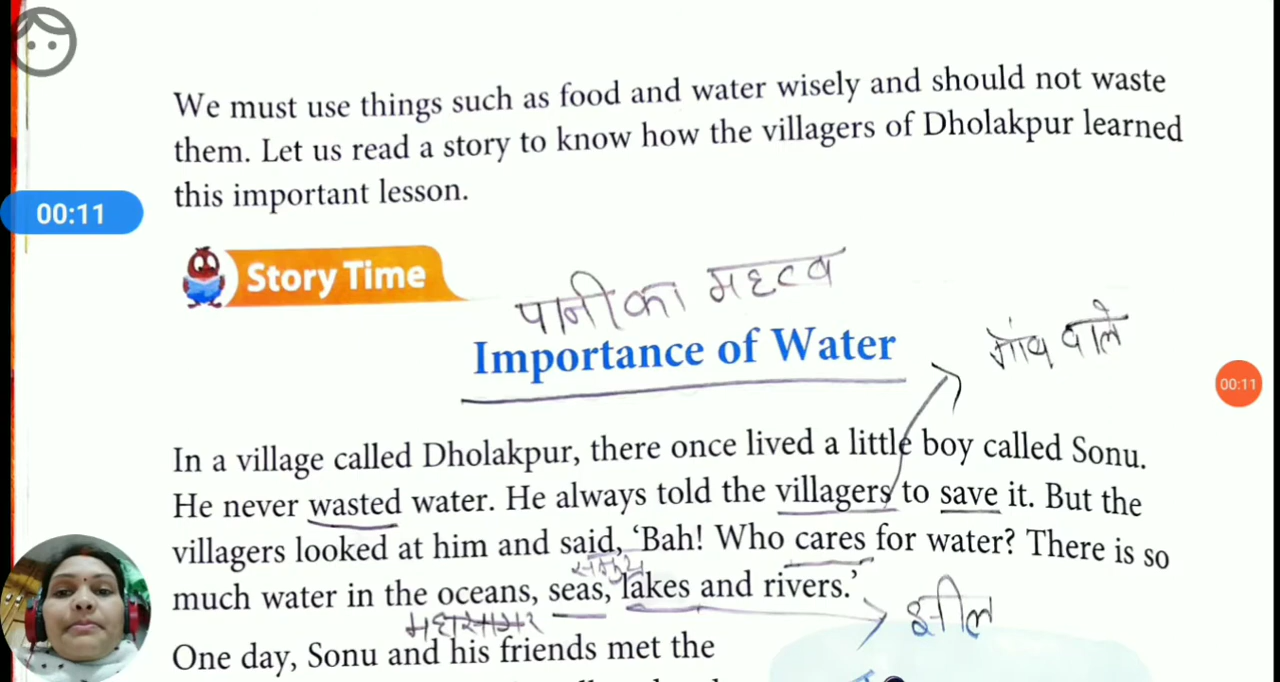 We must use things such as food and water wisely and should not waste
them. Let us read a story to know how the villagers of Dholakpur learned
this important lesson.
00:11
Story Time
पानी का महत्व
Importance of Water
गांव वाले
00:11
In a village called Dholakpur, there once lived a little boy called Sonu.
He never wasted water. He always told the villagers to save it. But the
villagers looked at him and said, ‘Bah! Who cares for water? There is so
समुद्र
much water in the oceans, seas, lakes and rivers.’
झील
महासागर
One day, Sonu and his friends met the